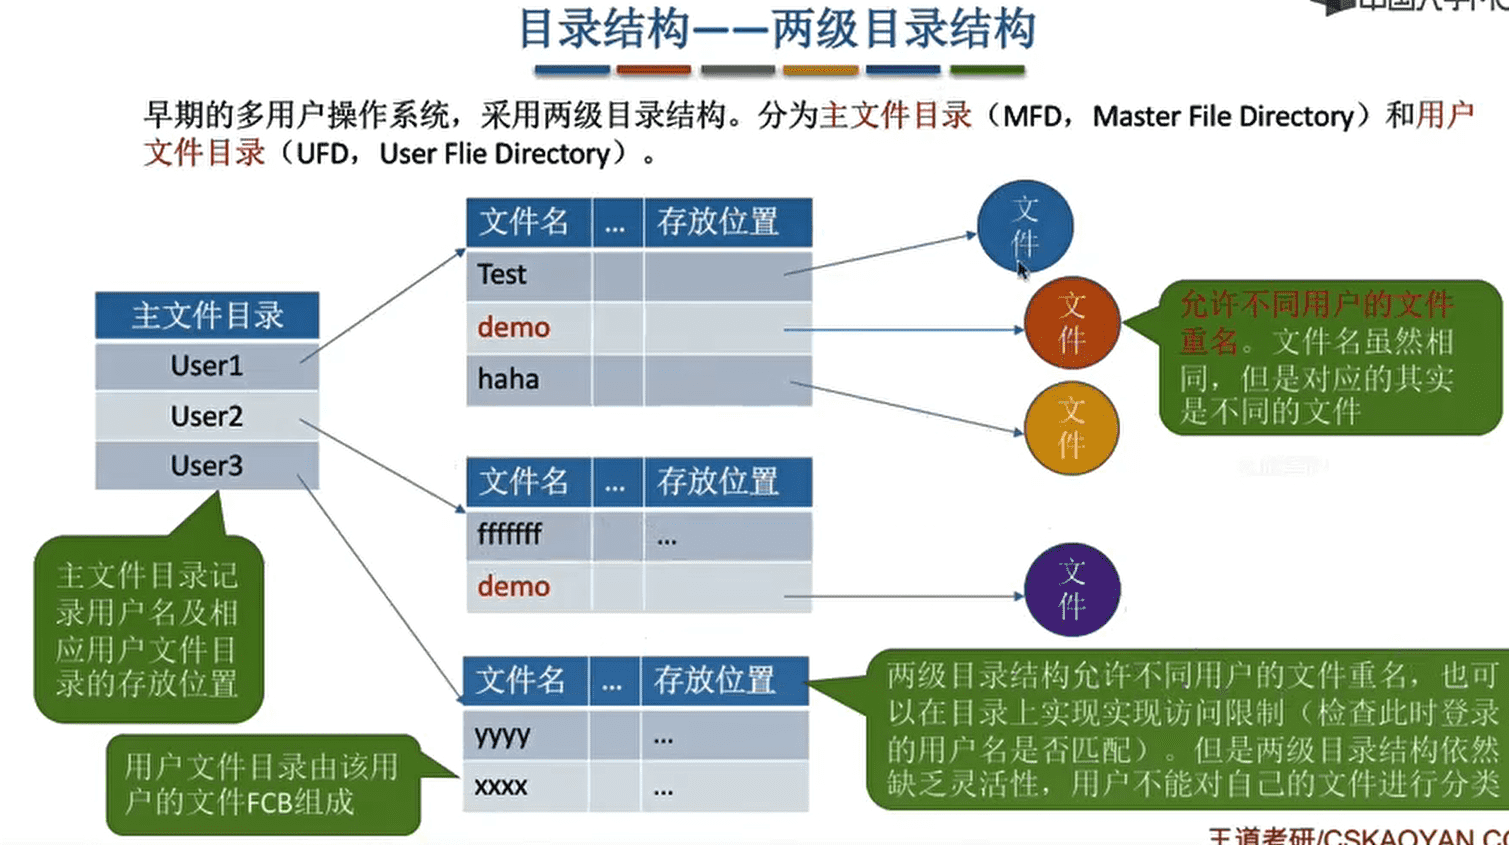 目录结构——两级目录结构
早期的多用户操作系统，采用两级目录结构。分为主文件目录（MFD，Master File Directory）和用户
文件目录（UFD，User Flie Directory）。
主文件目录
User1
User2
User3
主文件目录记
录用户名及相
应用户文件目
录的存放位置
用户文件目录由该用
户的文件FCB组成
文件名 ... 存放位置
Test
demo
haha
文件名 ... 存放位置
fffffff ...
demo
文件名 ... 存放位置
yyyy ...
xxxx ...
文
件
文
件
文
件
文
件
允许不同用户的文件
重名。文件名虽然相
同，但是对应的其实
是不同的文件
两级目录结构允许不同用户的文件重名，也可
以在目录上实现实现访问限制（检查此时登录
的用户名是否匹配）。但是两级目录结构依然
缺乏灵活性，用户不能对自己的文件进行分类
王道考研/CSKAOYAN.CO